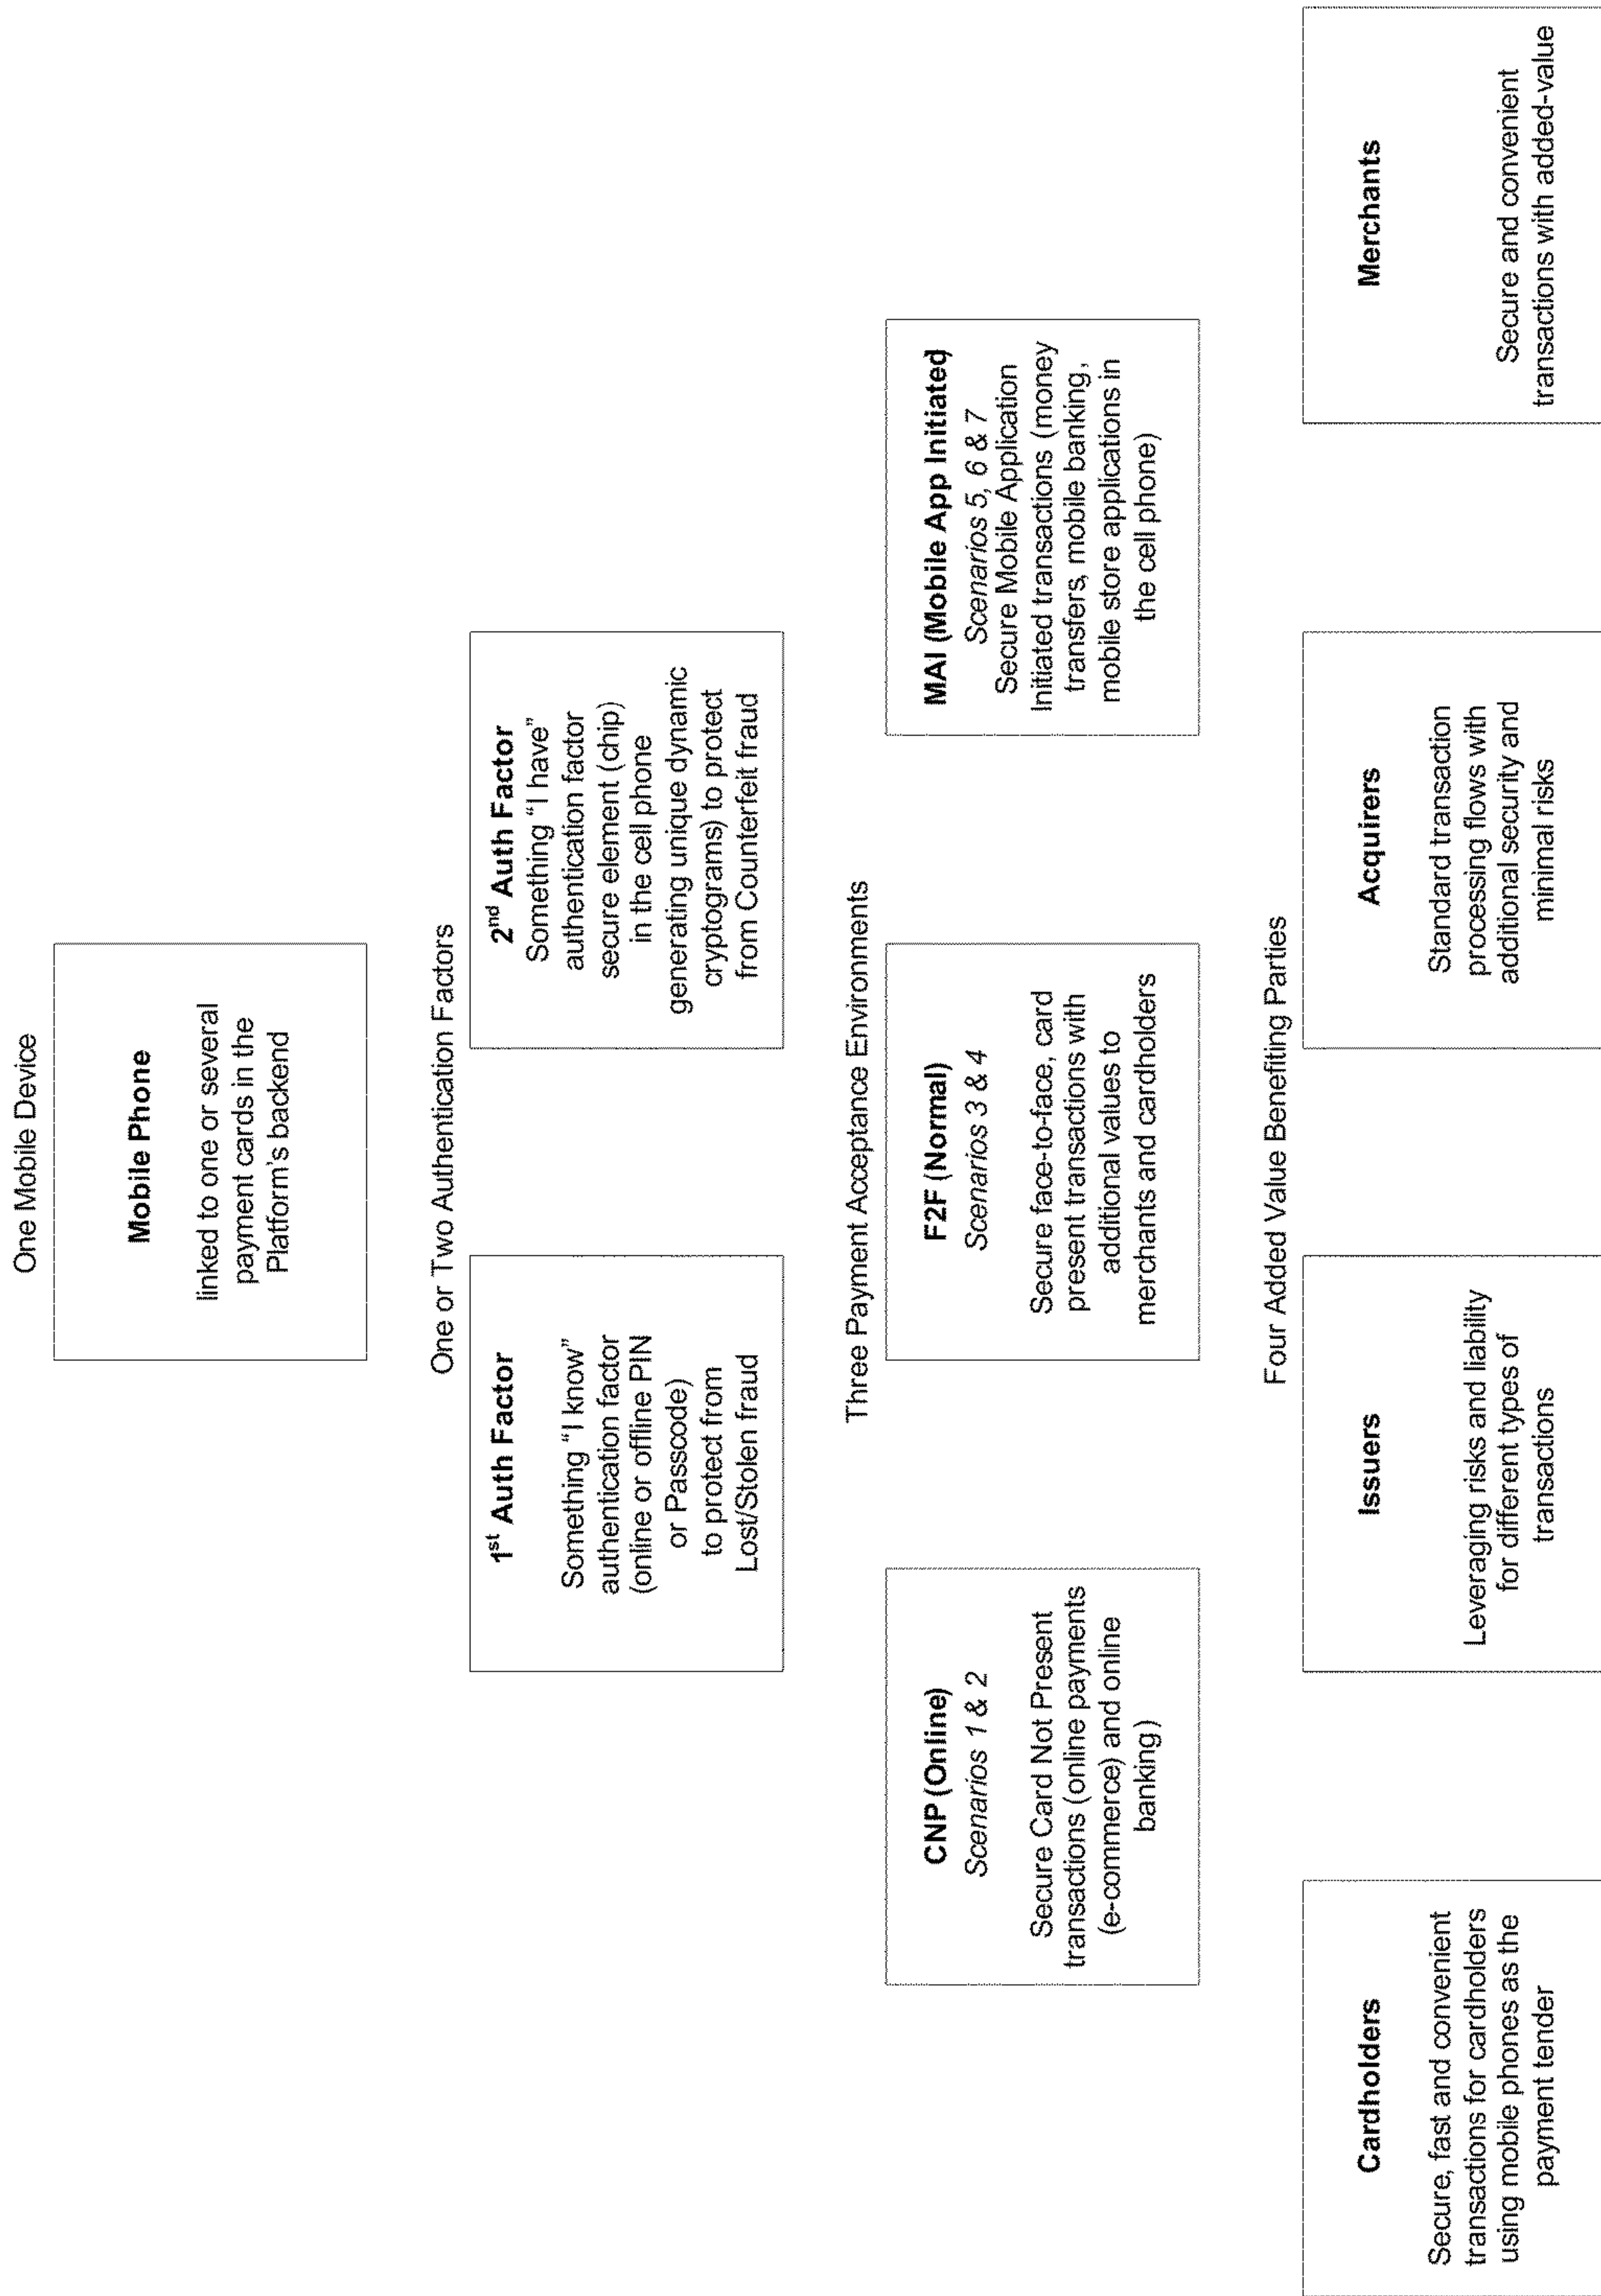 One Mobile Device
Mobile Phone
linked to one or several
payment cards in the
Platform's backend
One or Two Authentication Factors
1st Auth Factor
Something "I know"
authentication factor
(online or offline PIN
or Passcode)
to protect from
Lost/Stolen fraud
2nd Auth Factor
Something "I have"
authentication factor
secure element (chip)
in the cell phone
generating unique dynamic
cryptograms) to protect
from Counterfeit fraud
Three Payment Acceptance Environments
CNP (Online)
Scenarios 1 & 2
Secure Card Not Present
transactions (online payments
(e-commerce) and online
banking)
F2F (Normal)
Scenarios 3 & 4
Secure face-to-face, card
present transactions with
additional values to
merchants and cardholders
MAI (Mobile App Initiated)
Scenarios 5, 6 & 7
Secure Mobile Application
Initiated transactions (money
transfers, mobile banking,
mobile store applications in
the cell phone)
Four Added Value Benefiting Parties
Cardholders
Secure, fast and convenient
transactions for cardholders
using mobile phones as the
payment tender
Issuers
Leveraging risks and liability
for different types of
transactions
Acquirers
Standard transaction
processing flows with
additional security and
minimal risks
Merchants
Secure and convenient
transactions with added-value